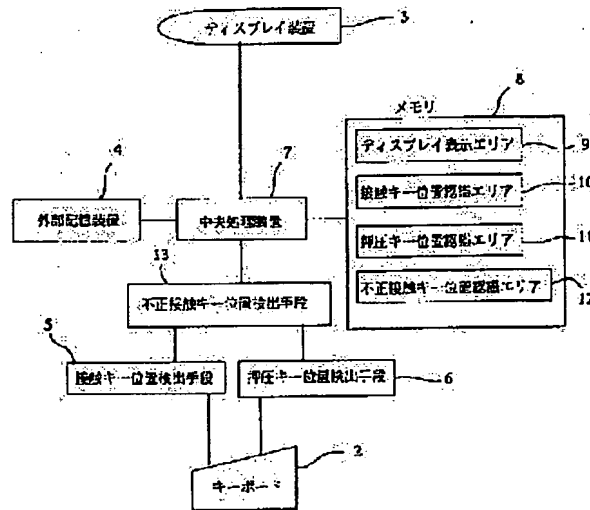 ディスプレイ装置
3
8
メモリ
ディスプレイ表示エリア
9
4
7
接触キー位置認識エリア
10
外部記憶装置
中央処理装置
押圧キー位置認識エリア
11
13
不正接触キー位置認識エリア
12
不正接触キー位置検出手段
5
接触キー位置検出手段
押圧キー位置検出手段
6
2
キーボード